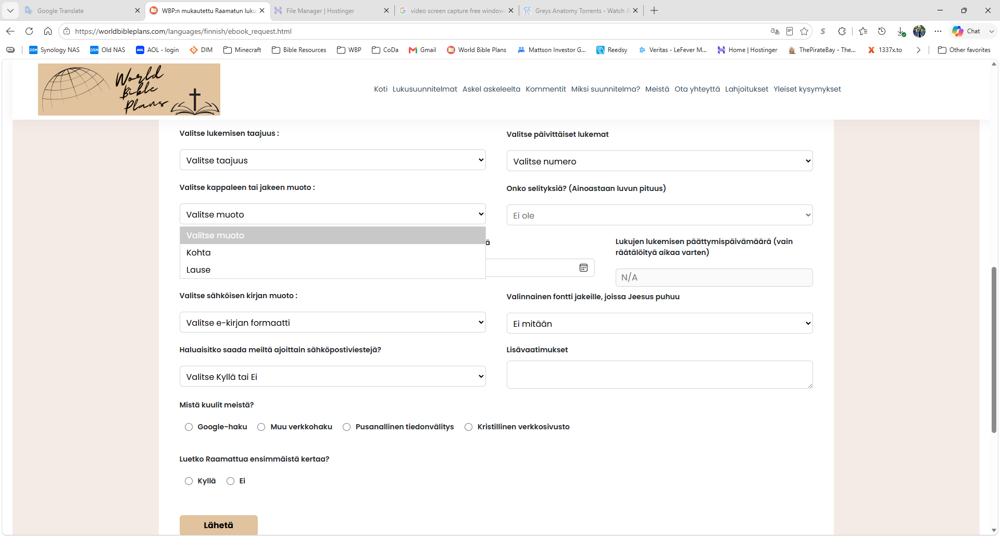 Google Translate
WBP:n mukautettu Raamatun luku
File Manager | Hostinger
video screen capture free windows
Greys Anatomy Torrents - Watch &
https://worldbibleplans.com/languages/finnish/ebook_request.html
Chat
Synology NAS
Old NAS
AOL - login
DIM
Minecraft
Bible Resources
WBP
CoDa
Gmail
World Bible Plans
Mattson Investor G...
Reedsy
Veritas - LeFever M...
Home | Hostinger
ThePirateBay - The...
1337x.to
Other favorites
World
Bible
Plans
Koti Lukusuunnitelmat Askel askeleelta Kommentit Miksi suunnitelma? Meistä Ota yhteyttä Lahjoitukset Yleiset kysymykset
Valitse lukemisen taajuus :
Valitse taajuus
Valitse päivittäiset lukemat
Valitse numero
Valitse kappaleen tai jakeen muoto :
Valitse muoto
Valitse muoto
Kohta
Lause
Onko selityksiä? (Ainoastaan luvun pituus)
Ei ole
ä
Lukujen lukemisen päättymispäivämäärä (vain
räätälöityä aikaa varten)
N/A
Valitse sähköisen kirjan muoto :
Valitse e-kirjan formaatti
Valinnainen fontti jakeille, joissa Jeesus puhuu
Ei mitään
Haluaisitko saada meiltä ajoittain sähköpostiviestejä?
Valitse Kyllä tai Ei
Lisävaatimukset
Mistä kuulit meistä?
Google-haku
Muu verkkohaku
Pusanallinen tiedonvälitys
Kristillinen verkkosivusto
Luetko Raamattua ensimmäistä kertaa?
Kyllä
Ei
Lähetä